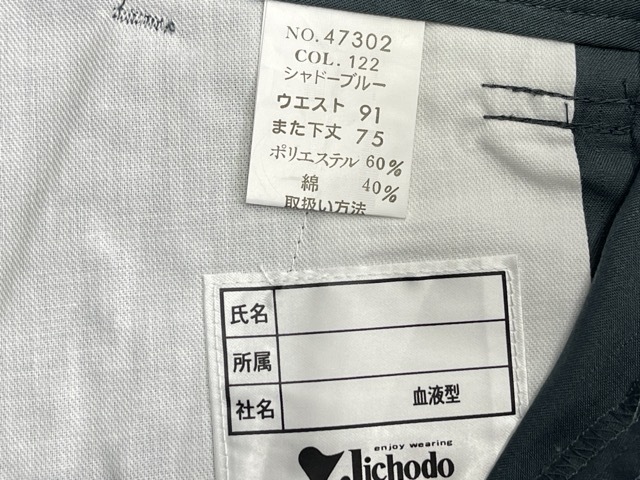 NO. 47302
COL. 122
シャドーブルー
ウエスト 91
また下丈 75
ポリエステル 60%
綿 40%
取扱い方法
氏名
所属
社名 血液型
enjoy wearing
Jichodo